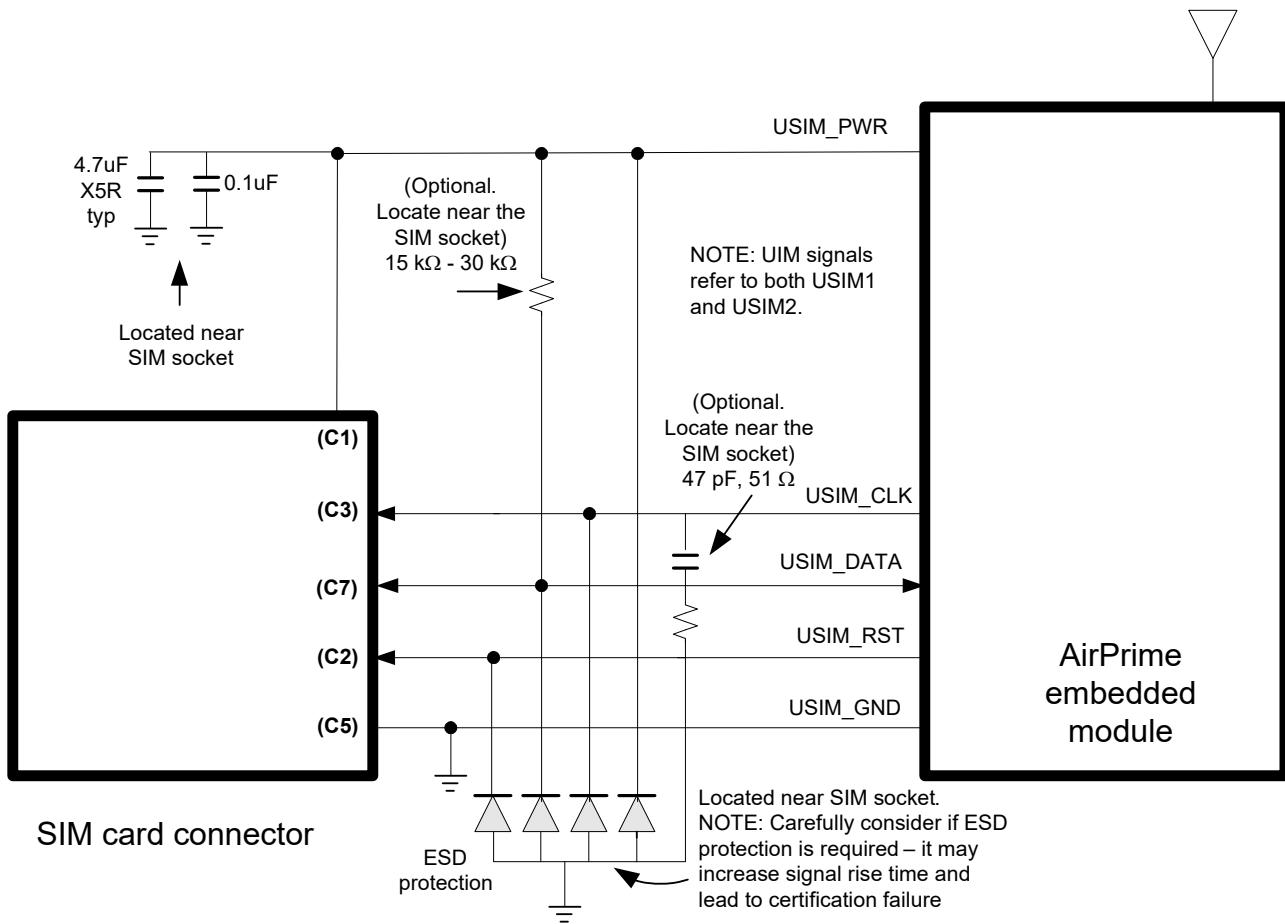 USIM_PWR
4.7uF
X5R
typ
0.1uF
(Optional.
Locate near the
SIM socket)
15 kΩ - 30 kΩ
NOTE: UIM signals
refer to both USIM1
and USIM2.
Located near
SIM socket
(Optional.
Locate near the
SIM socket)
47 pF, 51 Ω
(C1)
(C3)
USIM_CLK
(C7)
USIM_DATA
(C2)
USIM_RST
(C5)
USIM_GND
AirPrime
embedded
module
SIM card connector
ESD
protection
Located near SIM socket.
NOTE: Carefully consider if ESD
protection is required – it may
increase signal rise time and
lead to certification failure